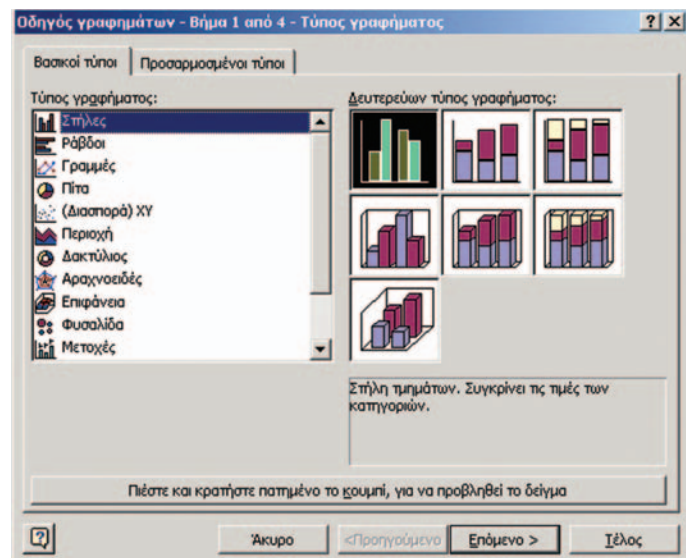 Οδηγός γραφημάτων - Βήμα 1 από 4 - Τύπος γραφήματος
Βασικοί τύποι
Προσαρμοσμένοι τύποι
Τύπος γραφήματος:
Στήλες
Ράβδοι
Γραμμές
Πίτα
(Διασπορά) XY
Περιοχή
Δακτύλιος
Αραχνοειδές
Επιφάνεια
Φυσαλίδα
Μετοχές
Δευτερεύων τύπος γραφήματος:
Στήλη τμημάτων. Συγκρίνει τις τιμές των
κατηγοριών.
Πιέστε και κρατήστε πατημένο το κουμπί, για να προβληθεί το δείγμα
Άκυρο
<Προηγούμενο
Επόμενο >
Τέλος